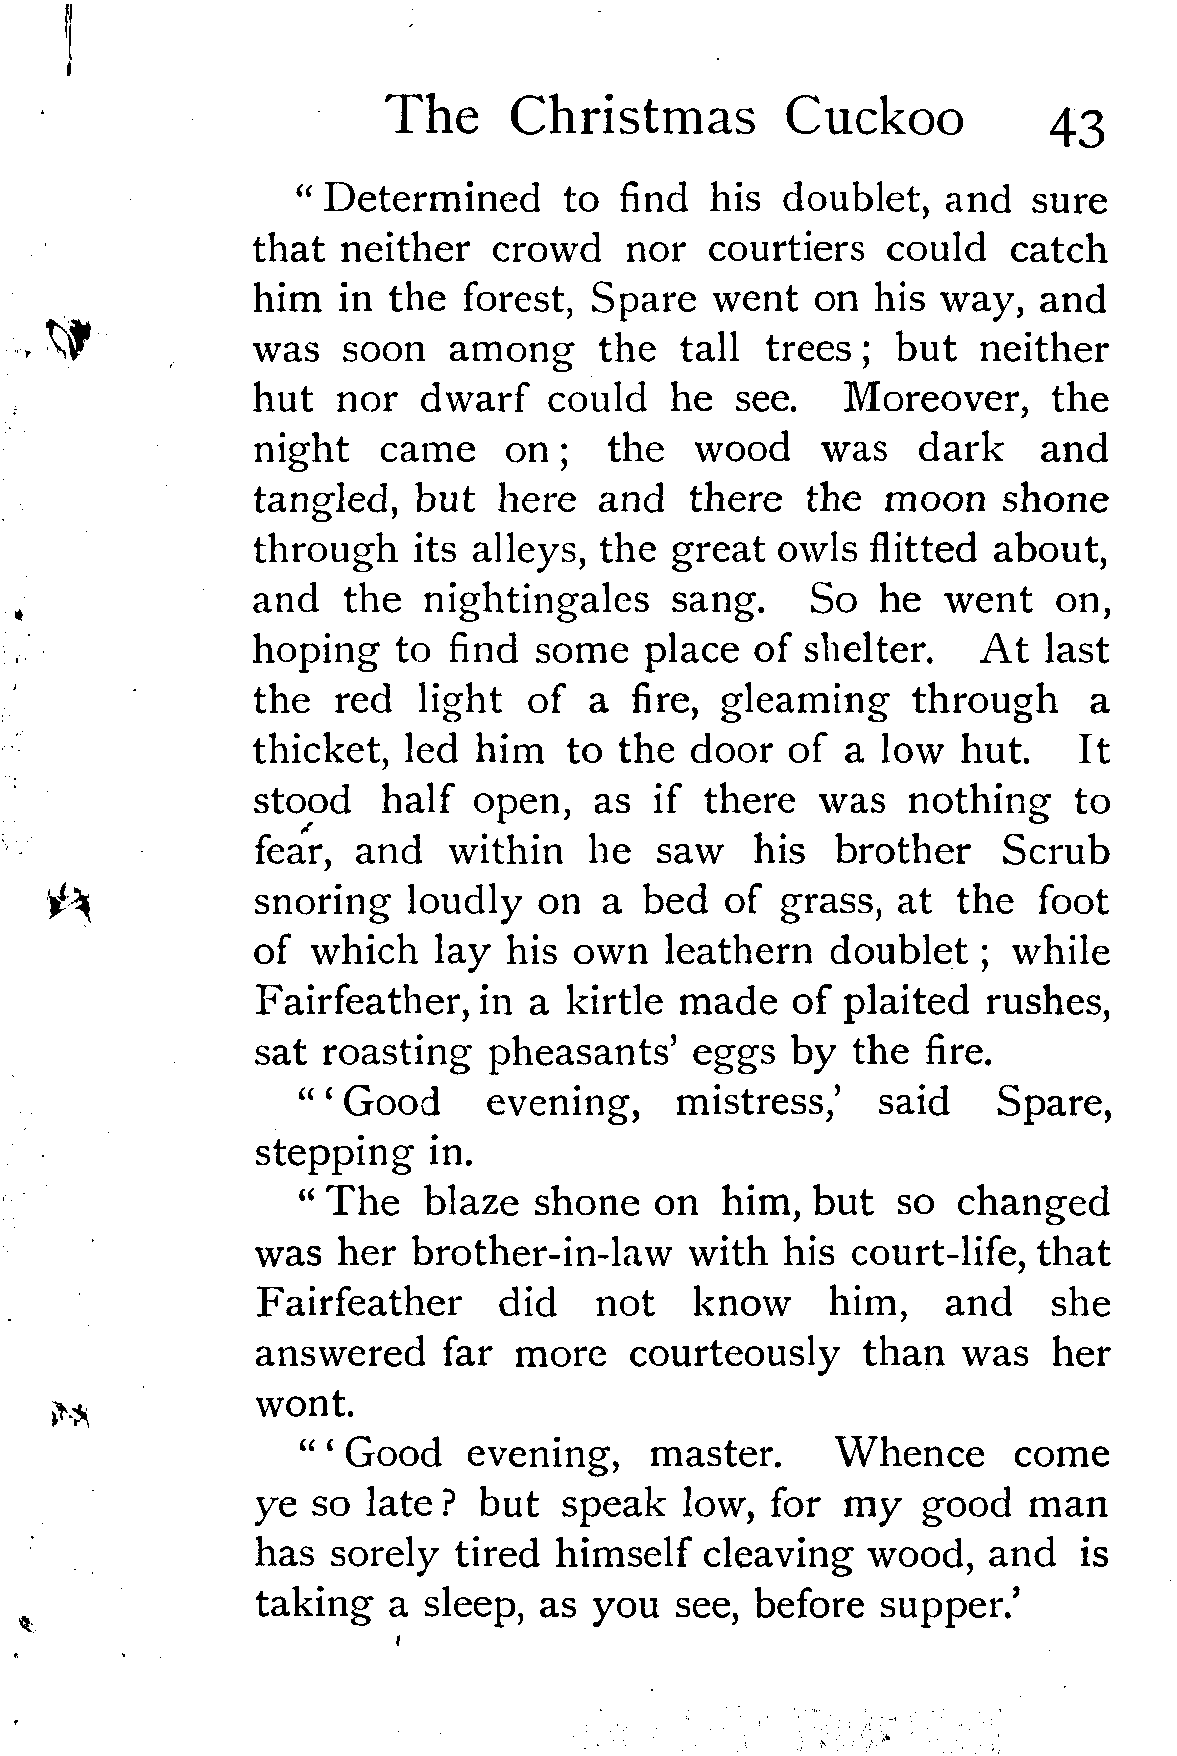 The Christmas Cuckoo 43
“ Determined to find his doublet, and sure
that neither crowd nor courtiers could catch
him in the forest, Spare went on his way, and
was soon among the tall trees ; but neither
hut nor dwarf could he see. Moreover, the
night came on ; the wood was dark and
tangled, but here and there the moon shone
through its alleys, the great owls flitted about,
and the nightingales sang. So he went on,
hoping to find some place of shelter. At last
the red light of a fire, gleaming through a
thicket, led him to the door of a low hut. It
stood half open, as if there was nothing to
fear, and within he saw his brother Scrub
snoring loudly on a bed of grass, at the foot
of which lay his own leathern doublet ; while
Fairfeather, in a kirtle made of plaited rushes,
sat roasting pheasants’ eggs by the fire.
“ ‘ Good evening, mistress,’ said Spare,
stepping in.
“ The blaze shone on him, but so changed
was her brother-in-law with his court-life, that
Fairfeather did not know him, and she
answered far more courteously than was her
wont.
“ ‘ Good evening, master. Whence come
ye so late ? but speak low, for my good man
has sorely tired himself cleaving wood, and is
taking a sleep, as you see, before supper.’